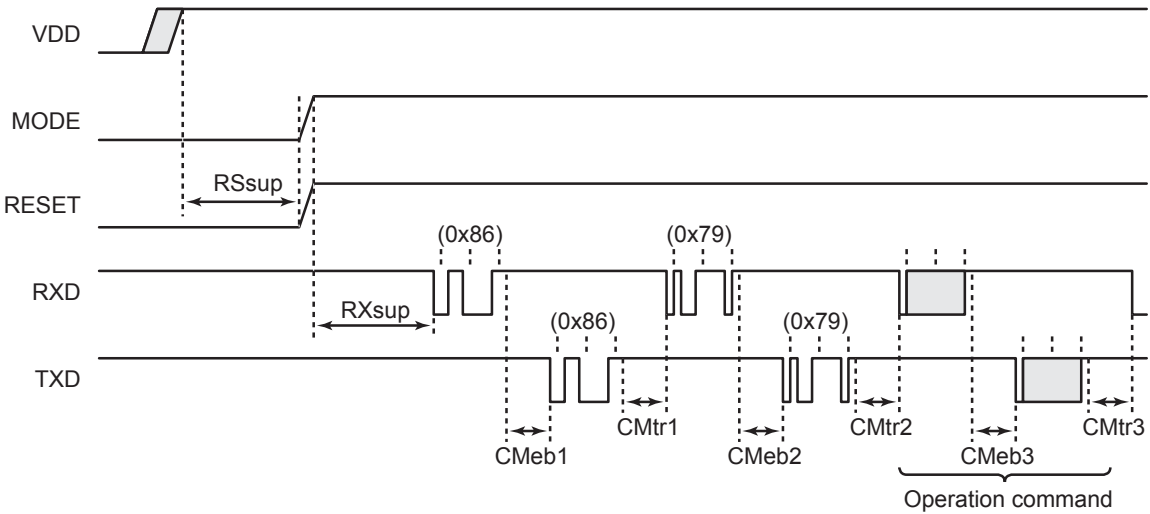 VDD
MODE
RSsup
RESET
(0x86)
(0x79)
RXD
RXsup
(0x86)
(0x79)
TXD
CMtr1
CMtr2
CMtr3
CMeb1
CMeb2
CMeb3
Operation command